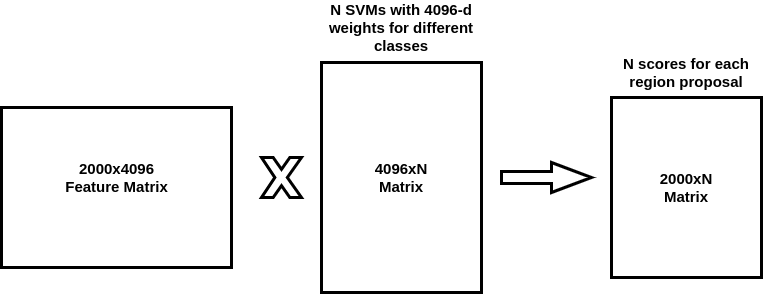 N SVMs with 4096-d
weights for different
classes
N scores for each
region proposal
2000x4096
Feature Matrix
X
4096xN
Matrix
2000xN
Matrix